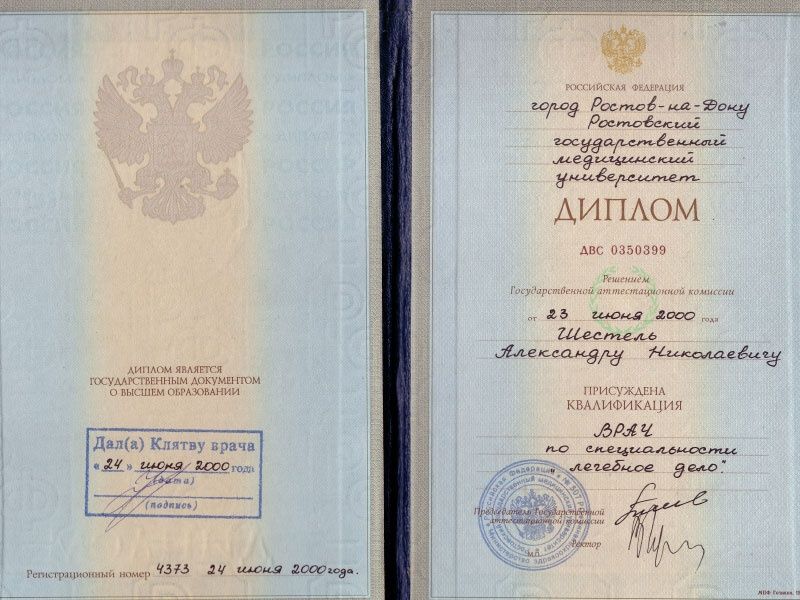 ДИПЛОМ ЯВЛЯЕТСЯ
ГОСУДАРСТВЕННЫМ ДОКУМЕНТОМ
О ВЫСШЕМ ОБРАЗОВАНИИ
Дал(а) Клятву врача
« 24 » июня 2000 года
(дата)
(подпись)
Регистрационный номер 4373 24 июня 2000 года.
РОССИЙСКАЯ ФЕДЕРАЦИЯ
город Ростов-на-Дону
Ростовский
государственный
медицинский
университет
ДИПЛОМ
ДВС 0350399
Решением
Государственной аттестационной комиссии
от 23 июня 2000 года
Шестель
Александру Николаевичу
ПРИСУЖДЕНА
КВАЛИФИКАЦИЯ
ВРАЧ
по специальности
„ лечебное дело".
Председатель Государственной
аттестационной комиссии
Ректор
М.П.